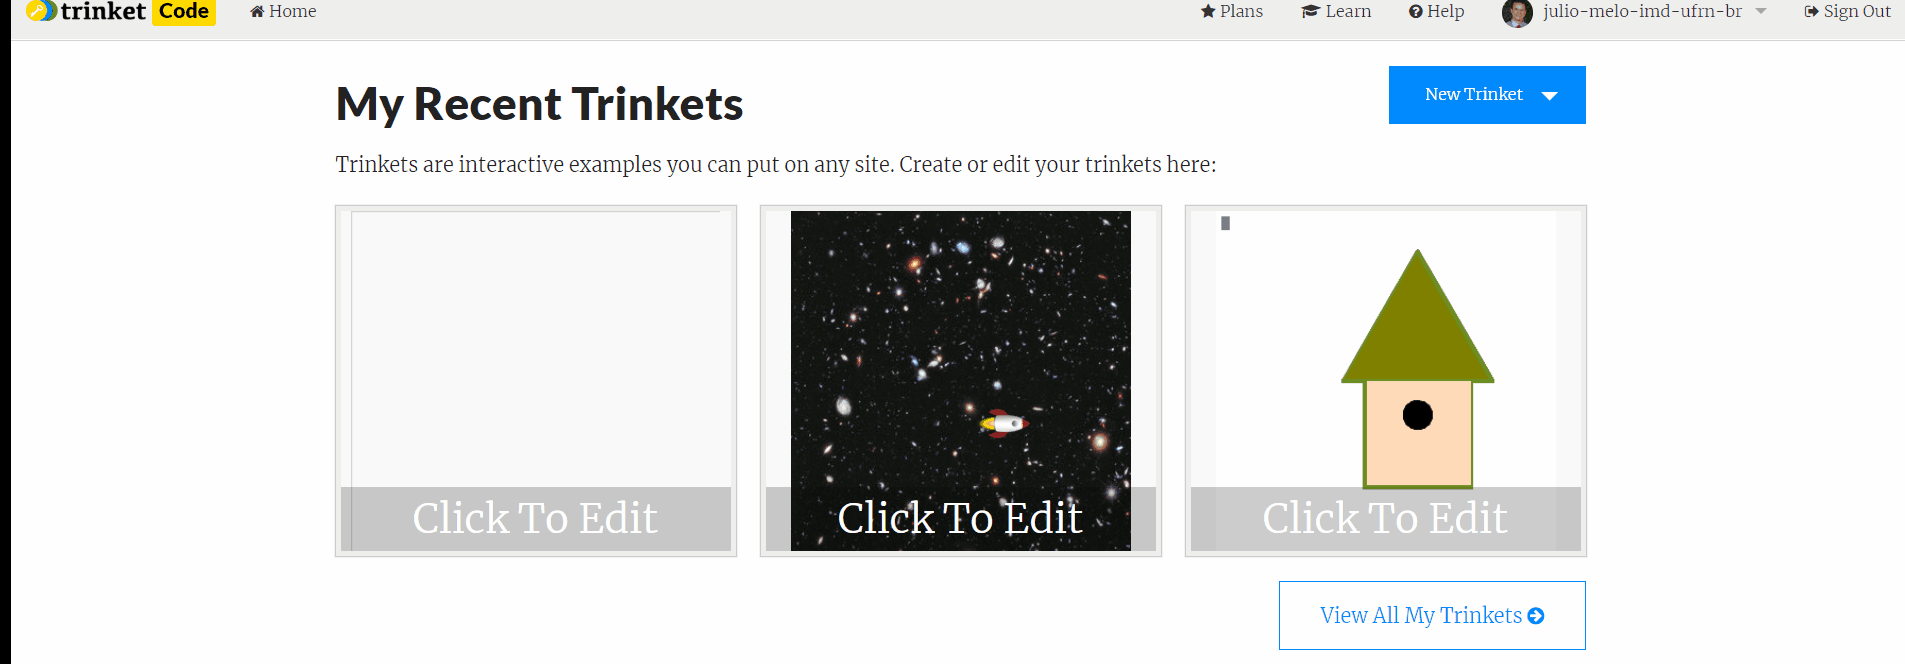 trinket Code Home Plans Learn Help julio-melo-imd-ufrn-br Sign Out
My Recent Trinkets
New Trinket
Trinkets are interactive examples you can put on any site. Create or edit your trinkets here:
Click To Edit
Click To Edit
Click To Edit
View All My Trinkets